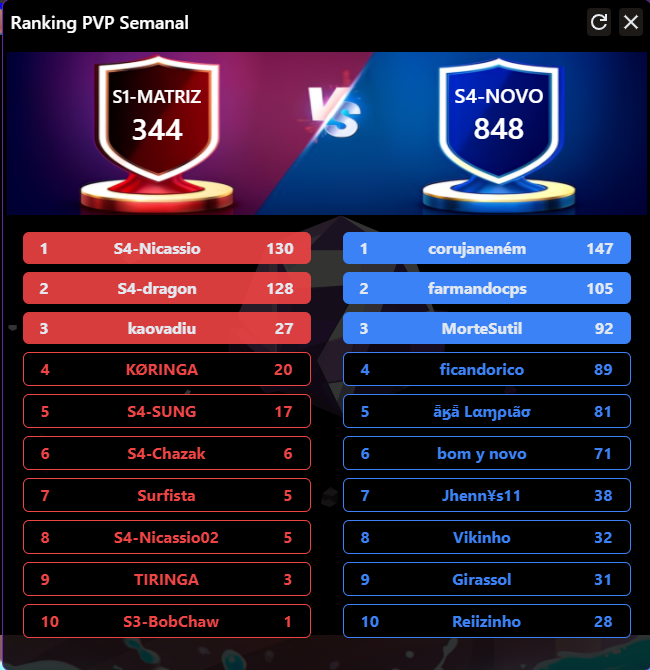 Ranking PVP Semanal
S1-MATRIZ
344
VS
S4-NOVO
848
1 S4-Nicassio 130
2 S4-dragon 128
3 kaovadiu 27
4 KØRINGA 20
5 S4-SUNG 17
6 S4-Chazak 6
7 Surfista 5
8 S4-Nicassio02 5
9 TIRINGA 3
10 S3-BobChaw 1
1 corujaneném 147
2 farmandocps 105
3 MorteSutil 92
4 ficandorico 89
5 81
6 bom y novo 71
7 Jhenn¥s11 38
8 Vikinho 32
9 Girassol 31
10 Reiizinho 28